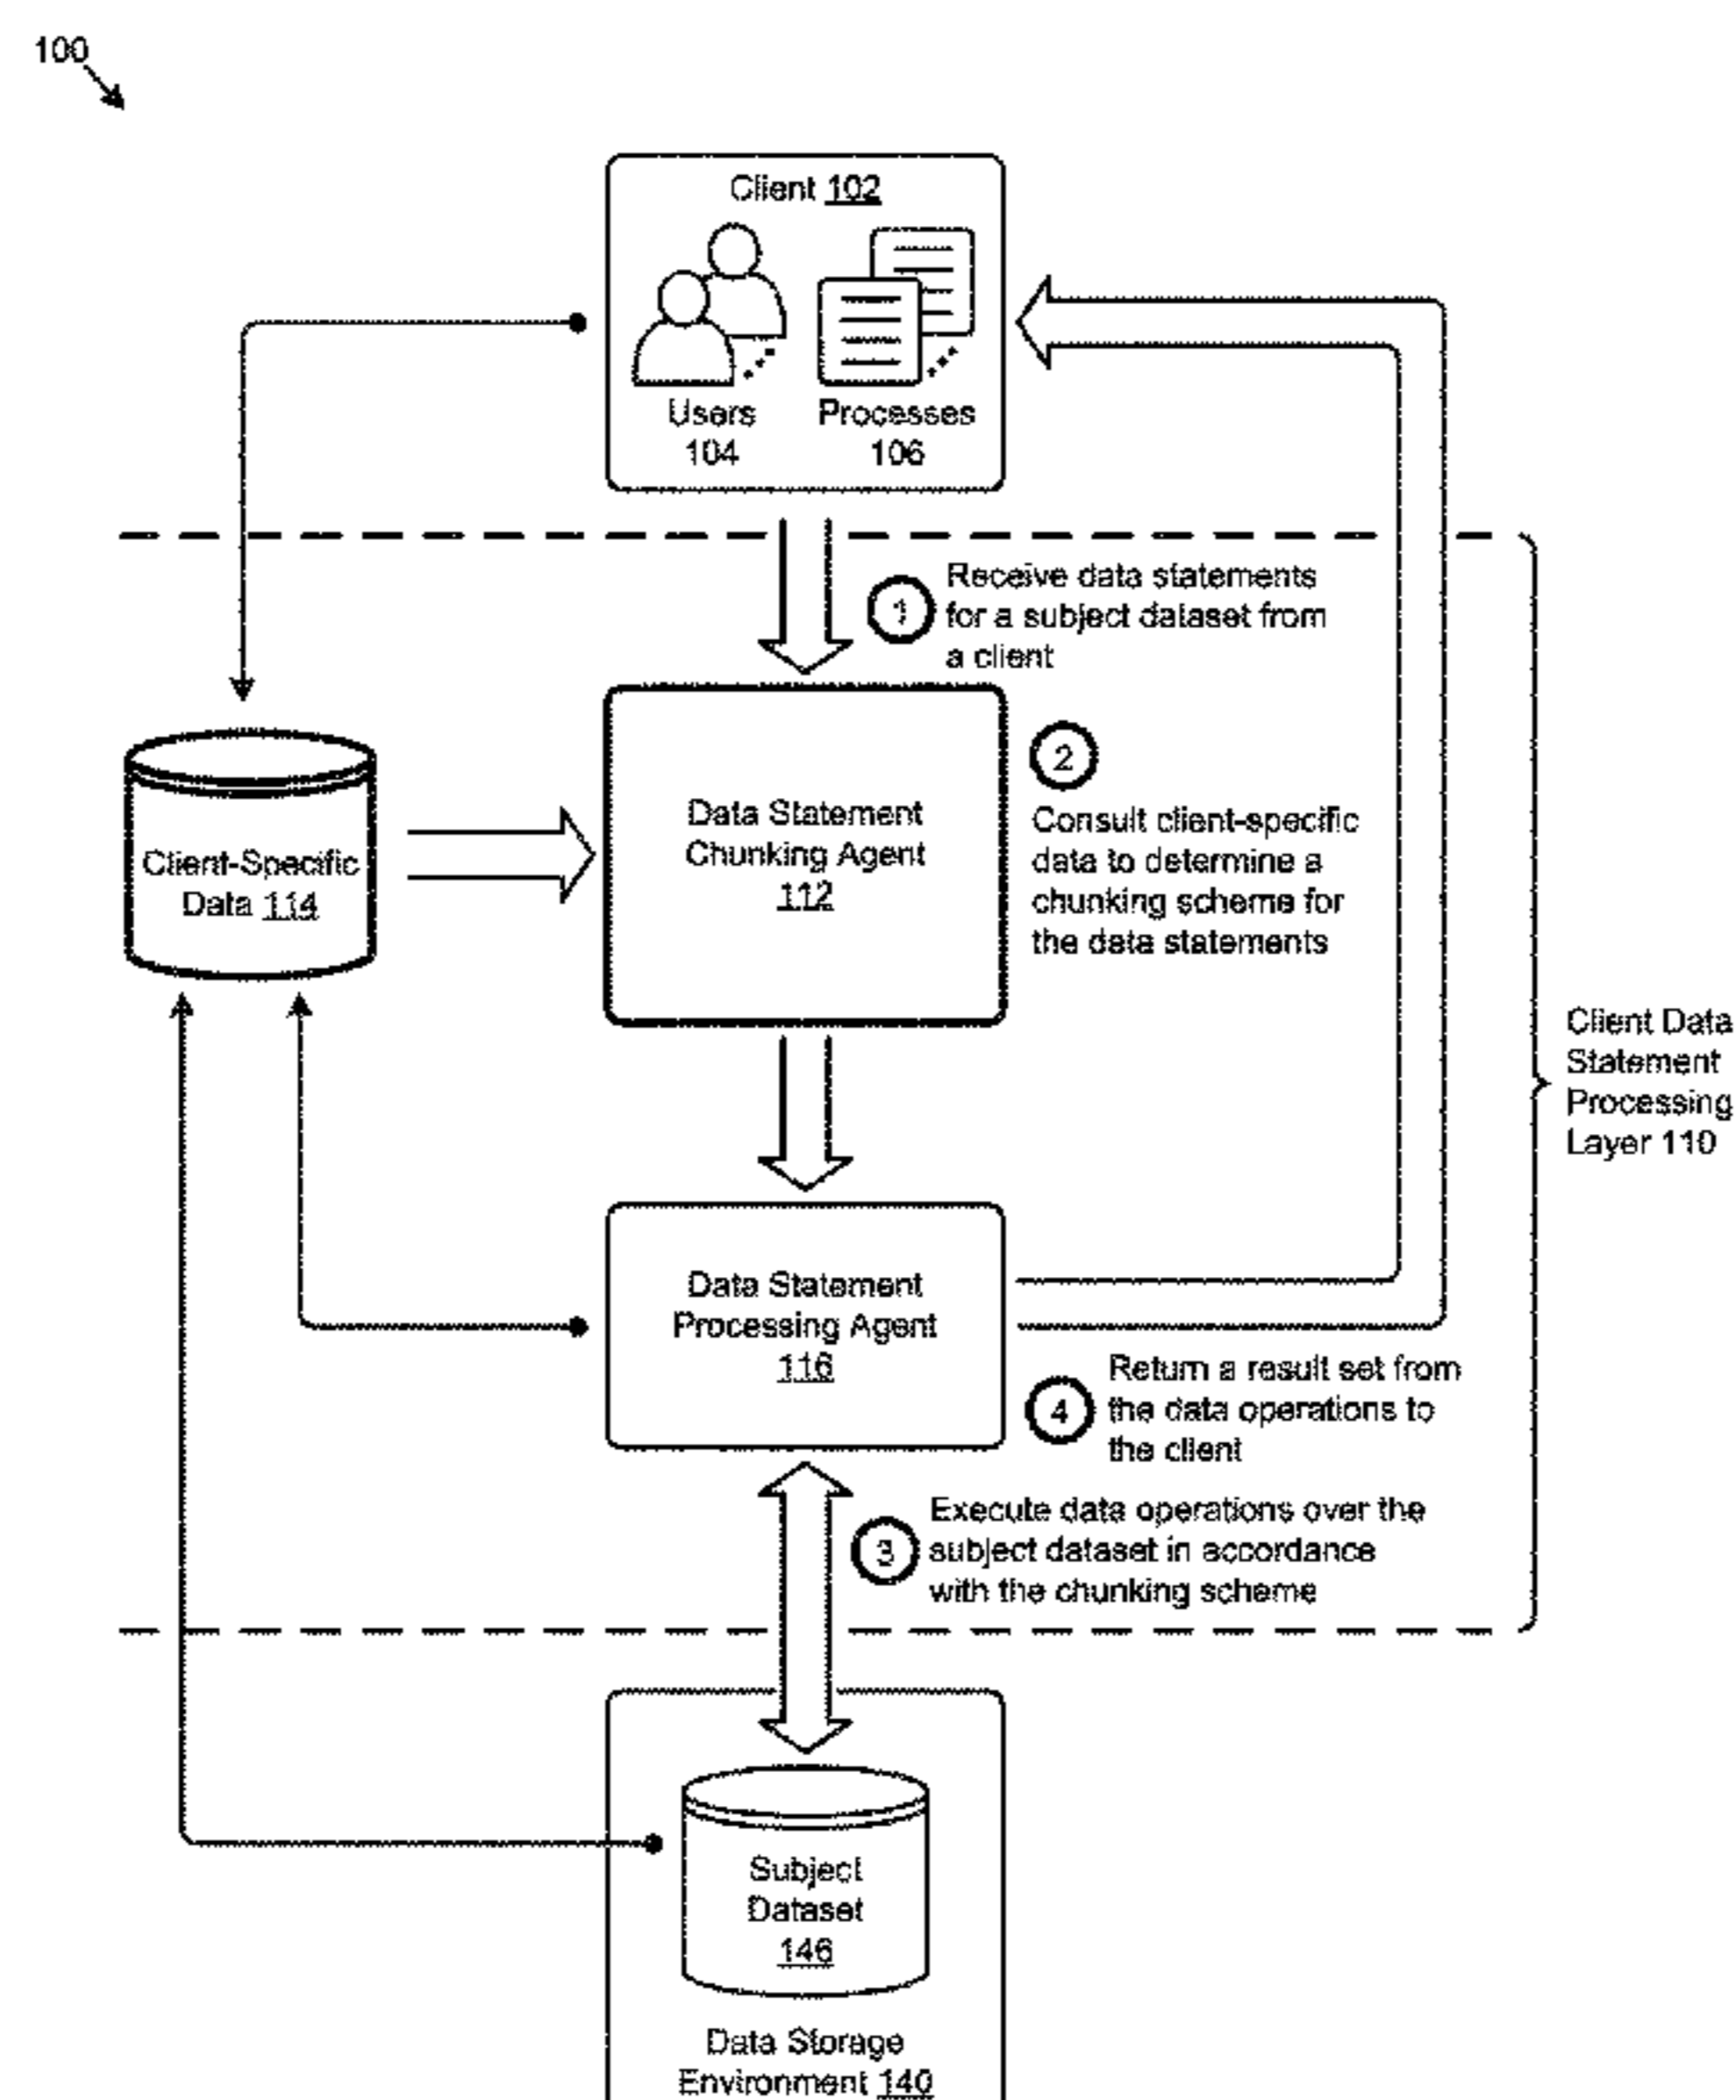 100
Client 102
Users
104
Processes
106
1
Receive data statements
for a subject dataset from
a client
Client-Specific
Data 114
Data Statement
Chunking Agent
112
2
Consult client-specific
data to determine a
chunking scheme for
the data statements
Client Data
Statement
Processing
Layer 110
Data Statement
Processing Agent
116
4
Return a result set from
the data operations to
the client
3
Execute data operations over the
subject dataset in accordance
with the chunking scheme
Subject
Dataset
146
Data Storage
Environment 140